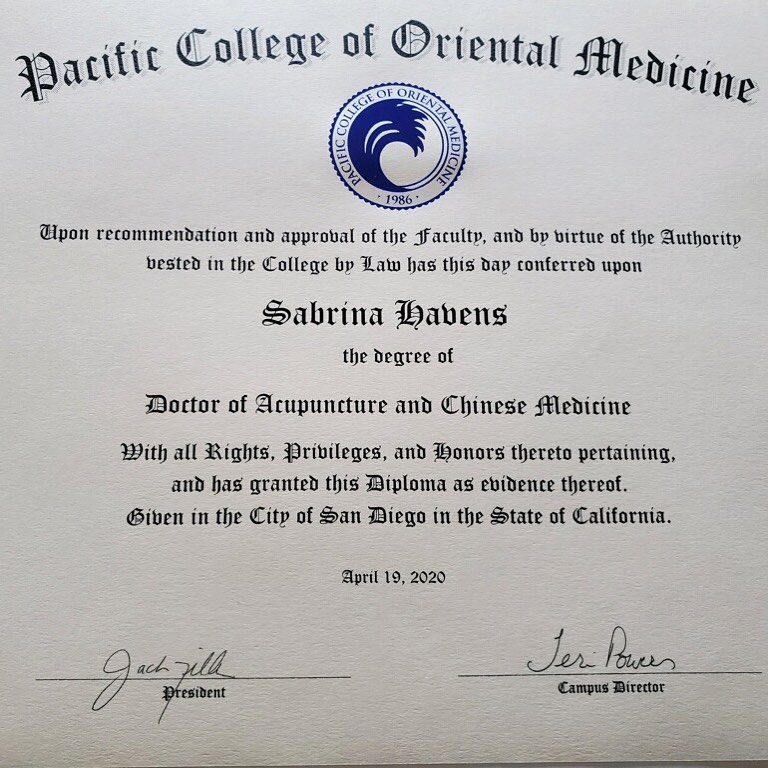 Pacific College of Oriental Medicine
PACIFIC COLLEGE OF ORIENTAL MEDICINE
· 1986 ·
Upon recommendation and approval of the Faculty, and by virtue of the Authority
vested in the College by Law has this day conferred upon
Sabrina Havens
the degree of
Doctor of Acupuncture and Chinese Medicine
With all Rights, Privileges, and Honors thereto pertaining,
and has granted this Diploma as evidence thereof.
Given in the City of San Diego in the State of California.
April 19, 2020
Jack
Teri Powers
President
Campus Director